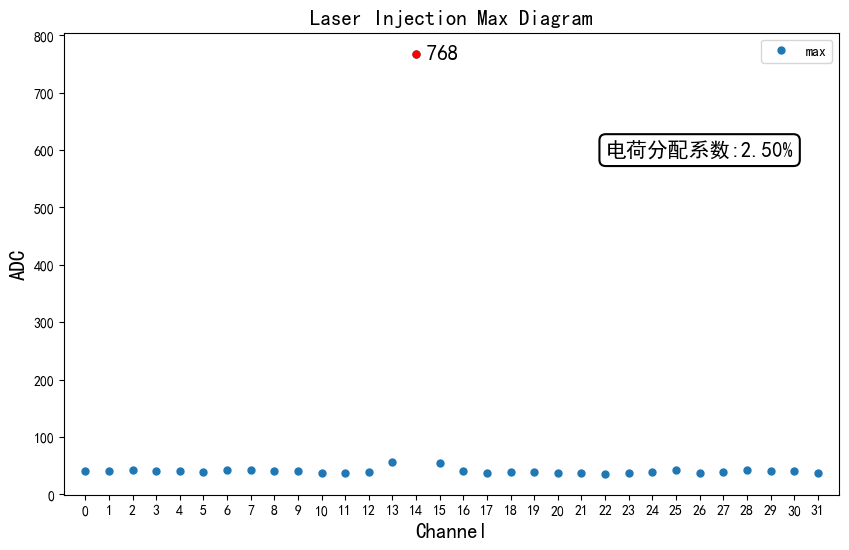 Laser Injection Max Diagram
800
700
600
500
400
300
200
100
0
ADC
768
max
电荷分配系数:2.50%
0 1 2 3 4 5 6 7 8 9 10 11 12 13 14 15 16 17 18 19 20 21 22 23 24 25 26 27 28 29 30 31
Channel